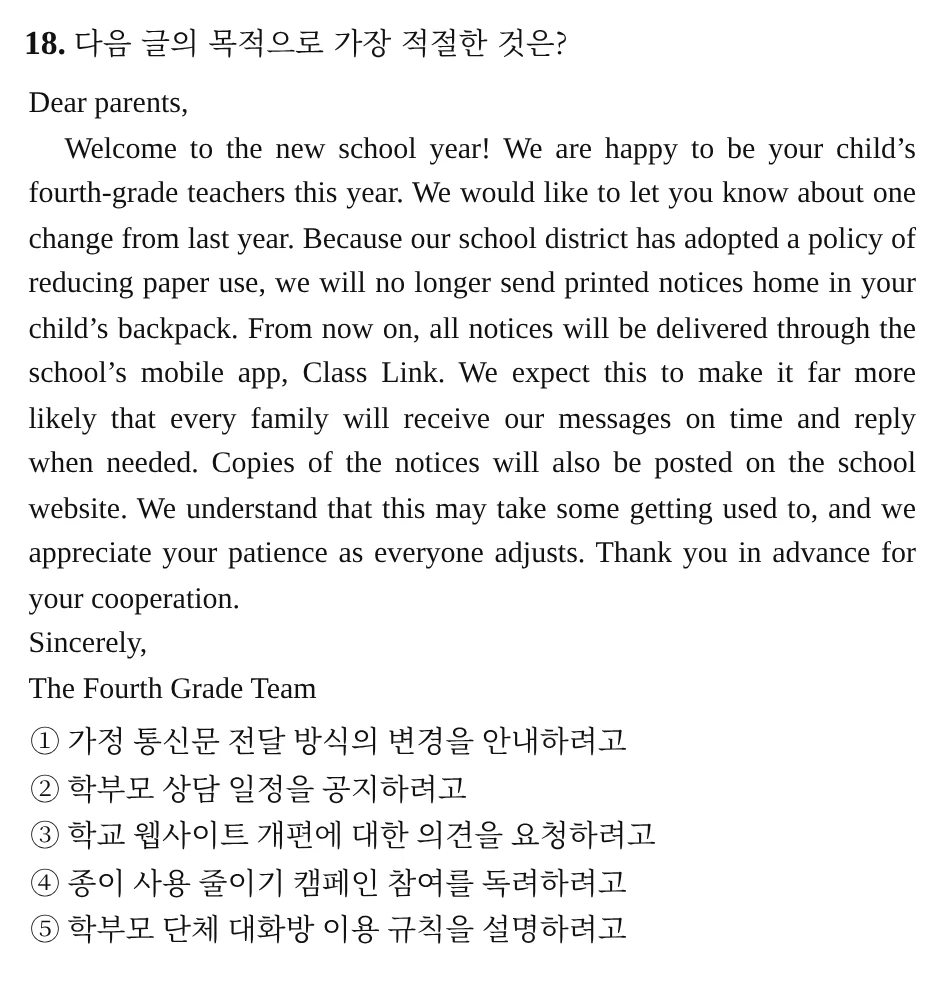 18. 다음 글의 목적으로 가장 적절한 것은?
Dear parents,
Welcome to the new school year! We are happy to be your child’s
fourth-grade teachers this year. We would like to let you know about one
change from last year. Because our school district has adopted a policy of
reducing paper use, we will no longer send printed notices home in your
child’s backpack. From now on, all notices will be delivered through the
school’s mobile app, Class Link. We expect this to make it far more
likely that every family will receive our messages on time and reply
when needed. Copies of the notices will also be posted on the school
website. We understand that this may take some getting used to, and we
appreciate your patience as everyone adjusts. Thank you in advance for
your cooperation.
Sincerely,
The Fourth Grade Team
① 가정 통신문 전달 방식의 변경을 안내하려고
② 학부모 상담 일정을 공지하려고
③ 학교 웹사이트 개편에 대한 의견을 요청하려고
④ 종이 사용 줄이기 캠페인 참여를 독려하려고
⑤ 학부모 단체 대화방 이용 규칙을 설명하려고